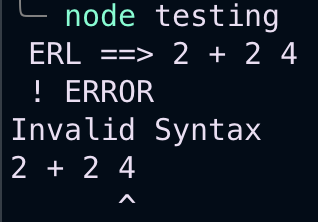 ╰─ node testing
 ERL ==> 2 + 2 4
 ! ERROR
Invalid Syntax
2 + 2 4
      ^